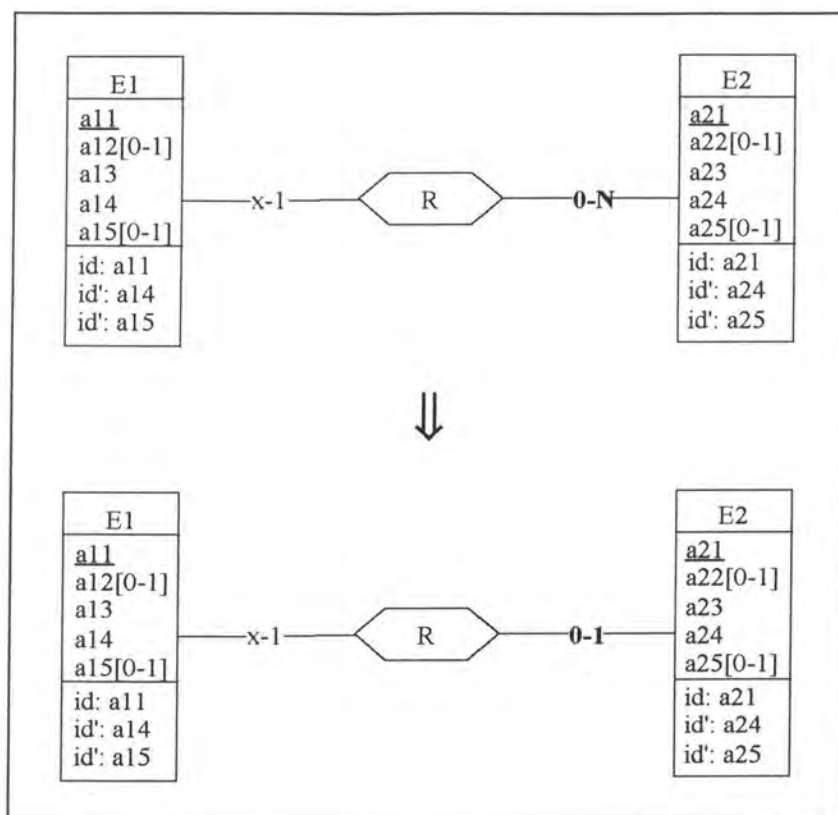 E1
a11
a12[0-1]
a13
a14
a15[0-1]
id: a11
id': a14
id': a15
x-1
R
0-N
E2
a21
a22[0-1]
a23
a24
a25[0-1]
id: a21
id': a24
id': a25
⇓
E1
a11
a12[0-1]
a13
a14
a15[0-1]
id: a11
id': a14
id': a15
x-1
R
0-1
E2
a21
a22[0-1]
a23
a24
a25[0-1]
id: a21
id': a24
id': a25